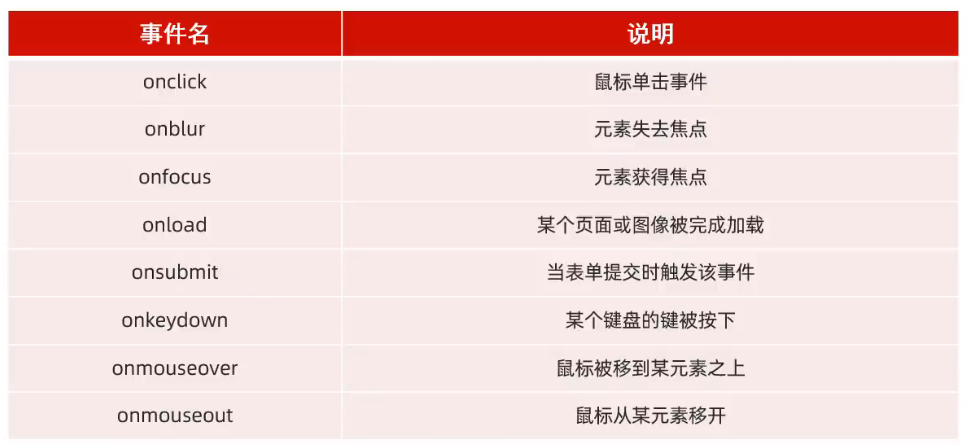 事件名 说明
onclick 鼠标单击事件
onblur 元素失去焦点
onfocus 元素获得焦点
onload 某个页面或图像被完成加载
onsubmit 当表单提交时触发该事件
onkeydown 某个键盘的键被按下
onmouseover 鼠标被移到某元素之上
onmouseout 鼠标从某元素移开